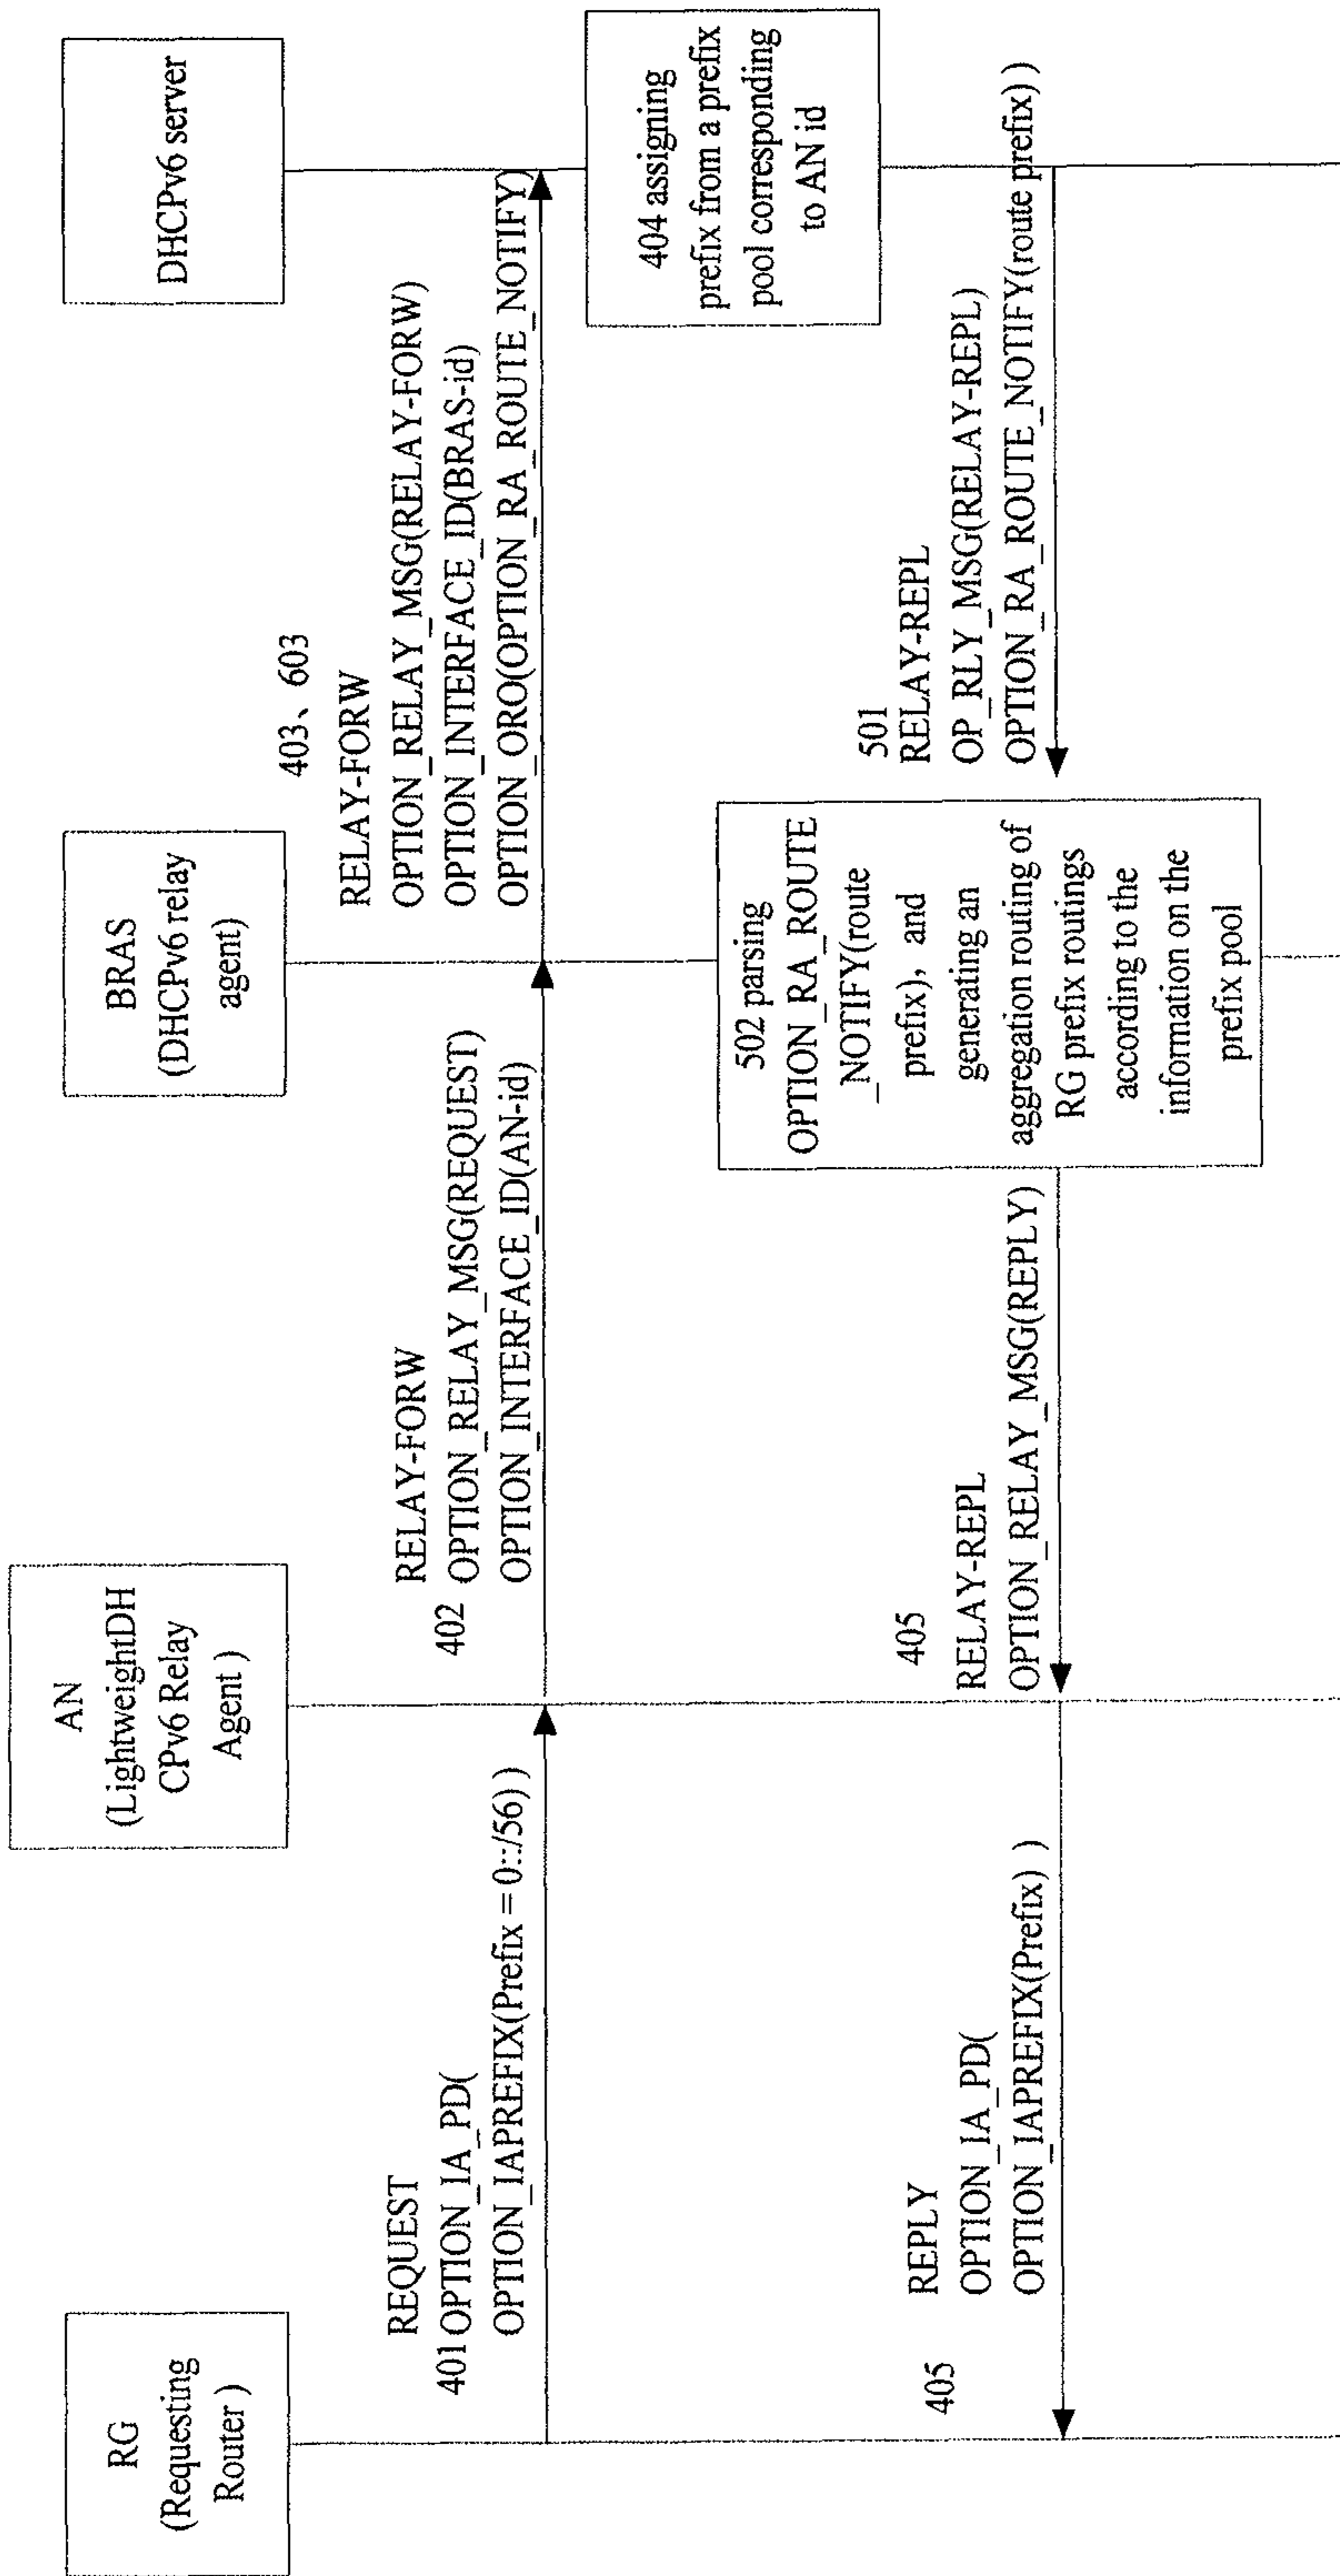 RG
(Requesting
Router )
AN
(LightweightDH
CPv6 Relay
Agent )
BRAS
(DHCPv6 relay
agent)
DHCPv6 server
REQUEST
401 OPTION_IA_PD(
OPTION_IAPREFIX(Prefix = 0::/56) )
402
RELAY-FORW
OPTION_RELAY_MSG(REQUEST)
OPTION_INTERFACE_ID(AN-id)
403、603
RELAY-FORW
OPTION_RELAY_MSG(RELAY-FORW)
OPTION_INTERFACE_ID(BRAS-id)
OPTION_ORO(OPTION_RA_ROUTE_NOTIFY)
404 assigning
prefix from a prefix
pool corresponding
to AN id
501
RELAY-REPL
OP_RLY_MSG(RELAY-REPL)
OPTION_RA_ROUTE_NOTIFY(route prefix) )
502 parsing
OPTION_RA_ROUTE
_NOTIFY(route
prefix), and
generating an
aggregation routing of
RG prefix routings
according to the
information on the
prefix pool
405
RELAY-REPL
OPTION_RELAY_MSG(REPLY)
405
REPLY
OPTION_IA_PD(
OPTION_IAPREFIX(Prefix) )